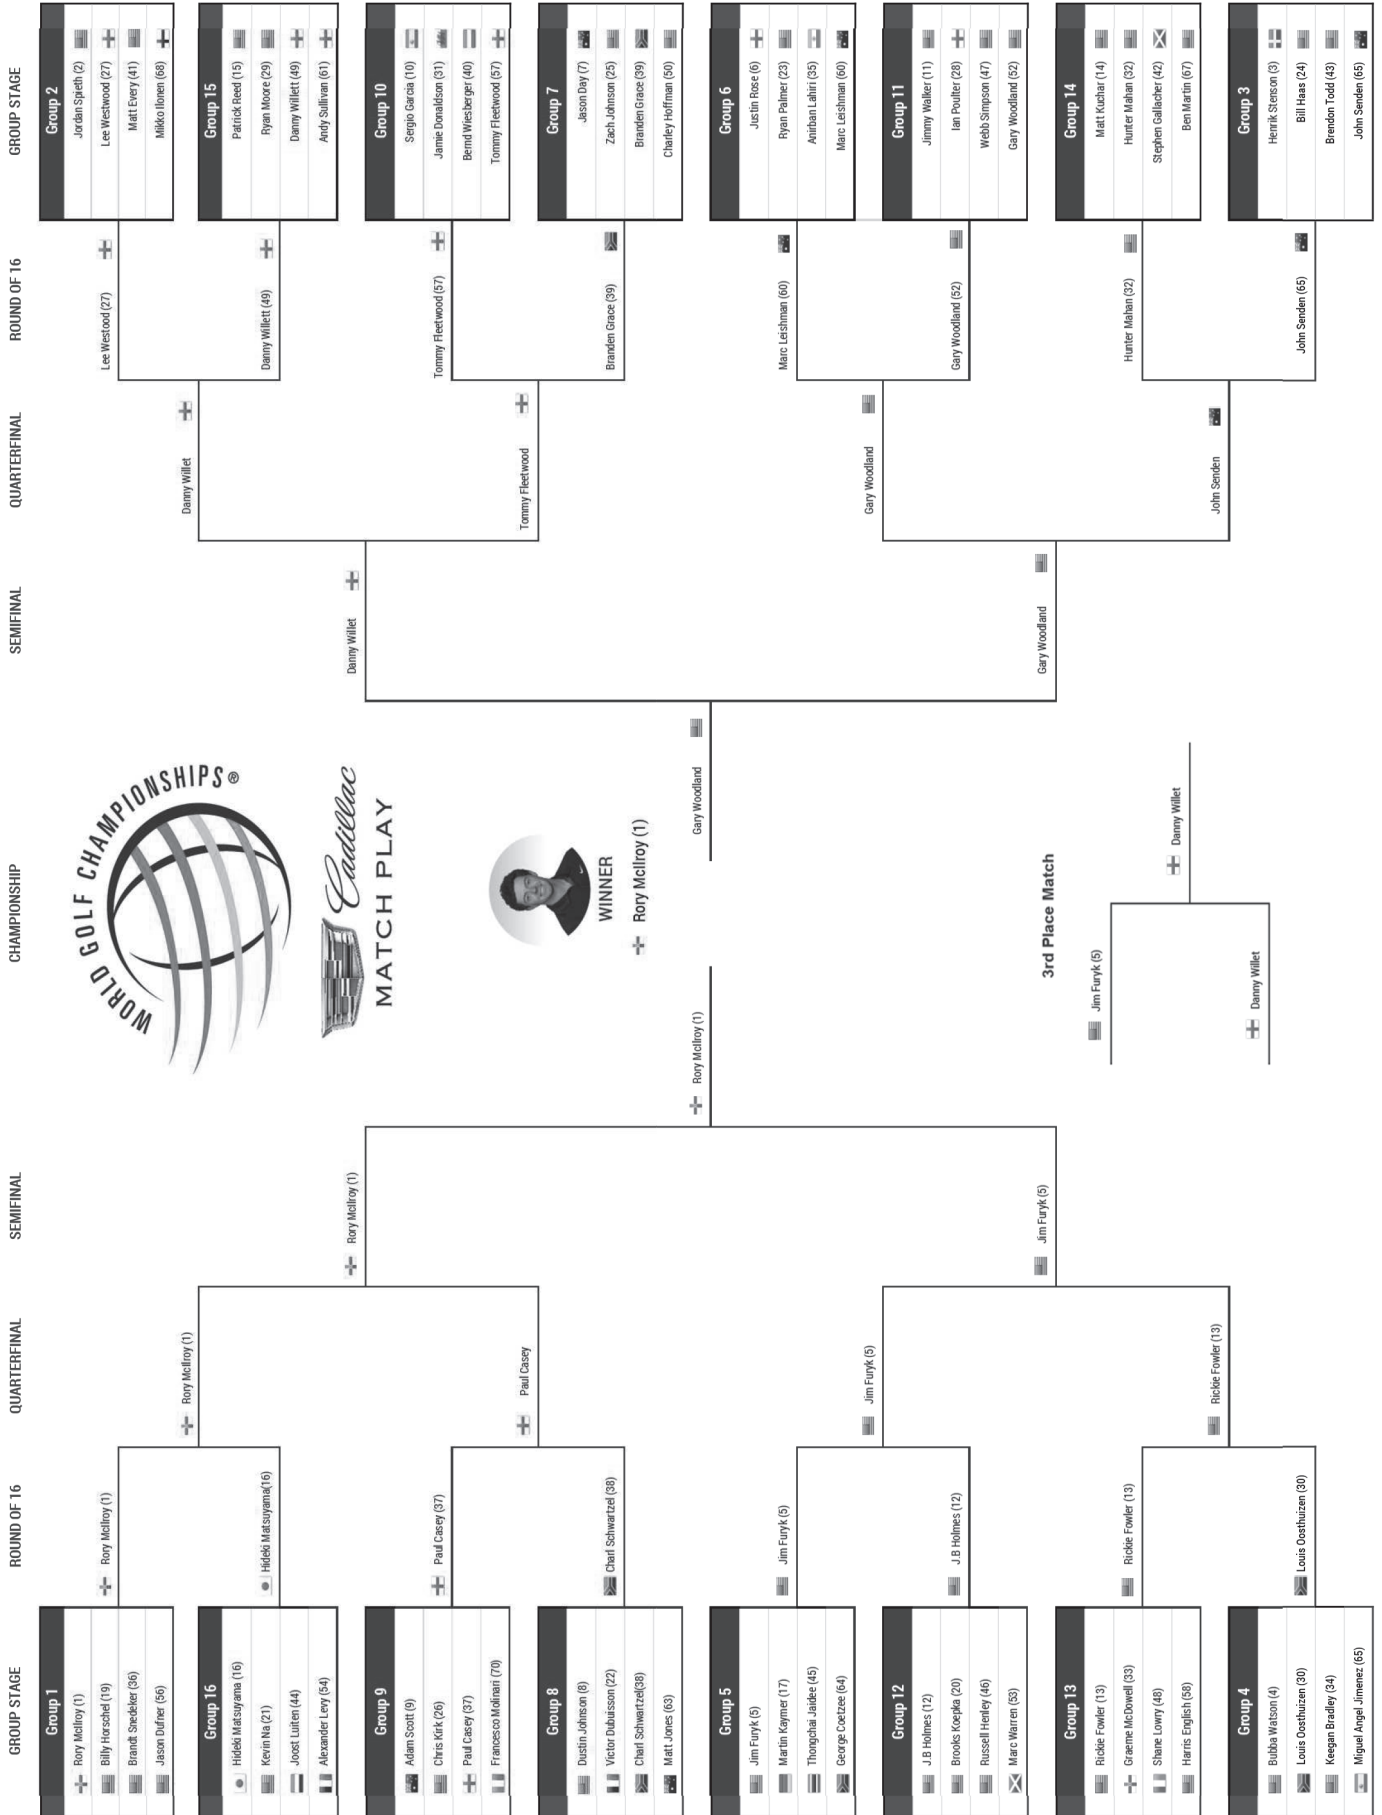 GROUP STAGE
ROUND OF 16
QUARTERFINAL
SEMIFINAL
CHAMPIONSHIP
SEMIFINAL
QUARTERFINAL
ROUND OF 16
GROUP STAGE
Group 1
Rory McIlroy (1)
Billy Horschel (19)
Brandt Snedeker (36)
Jason Dufner (56)
Group 16
Hideki Matsuyama (16)
Kevin Na (21)
Joost Luiten (44)
Alexander Levy (54)
Group 9
Adam Scott (9)
Chris Kirk (26)
Paul Casey (37)
Francesco Molinari (70)
Group 8
Dustin Johnson (8)
Victor Dubuisson (22)
Charl Schwartzel(38)
Matt Jones (63)
Group 5
Jim Furyk (5)
Martin Kaymer (17)
Thongchai Jaidee (45)
George Coetzee (64)
Group 12
J.B Holmes (12)
Brooks Koepka (20)
Russell Henley (46)
Marc Warren (53)
Group 13
Rickie Fowler (13)
Graeme McDowell (33)
Shane Lowry (48)
Harris English (58)
Group 4
Bubba Watson (4)
Louis Oosthuizen (30)
Keegan Bradley (34)
Miguel Angel Jimenez (65)
Rory McIlroy (1)
Hideki Matsuyama(16)
Paul Casey (37)
Charl Schwartzel (38)
Jim Furyk (5)
J.B Holmes (12)
Rickie Fowler (13)
Louis Oosthuizen (30)
Rory McIlroy (1)
Paul Casey
Jim Furyk (5)
Rickie Fowler (13)
Rory McIlroy (1)
Jim Furyk (5)
Rory McIlroy (1)
WORLD GOLF CHAMPIONSHIPS®
Cadillac
MATCH PLAY
WINNER
Rory McIlroy (1)
3rd Place Match
Jim Furyk (5)
Danny Willet
Danny Willet
Gary Woodland
Danny Willet
Gary Woodland
Danny Willet
Tommy Fleetwood
Gary Woodland
John Senden
Lee Westood (27)
Danny Willett (49)
Tommy Fleetwood (57)
Branden Grace (39)
Marc Leishman (60)
Gary Woodland (52)
Hunter Mahan (32)
John Senden (65)
Group 2
Jordan Spieth (2)
Lee Westwood (27)
Matt Every (41)
Mikko Ilonen (68)
Group 15
Patrick Reed (15)
Ryan Moore (29)
Danny Willett (49)
Andy Sullivan (61)
Group 10
Sergio Garcia (10)
Jamie Donaldson (31)
Bernd Wiesberger (40)
Tommy Fleetwood (57)
Group 7
Jason Day (7)
Zach Johnson (25)
Branden Grace (39)
Charley Hoffman (50)
Group 6
Justin Rose (6)
Ryan Palmer (23)
Anirban Lahiri (35)
Marc Leishman (60)
Group 11
Jimmy Walker (11)
Ian Poulter (28)
Webb Simpson (47)
Gary Woodland (52)
Group 14
Matt Kuchar (14)
Hunter Mahan (32)
Stephen Gallacher (42)
Ben Martin (67)
Group 3
Henrik Stenson (3)
Bill Haas (24)
Brendon Todd (43)
John Senden (65)